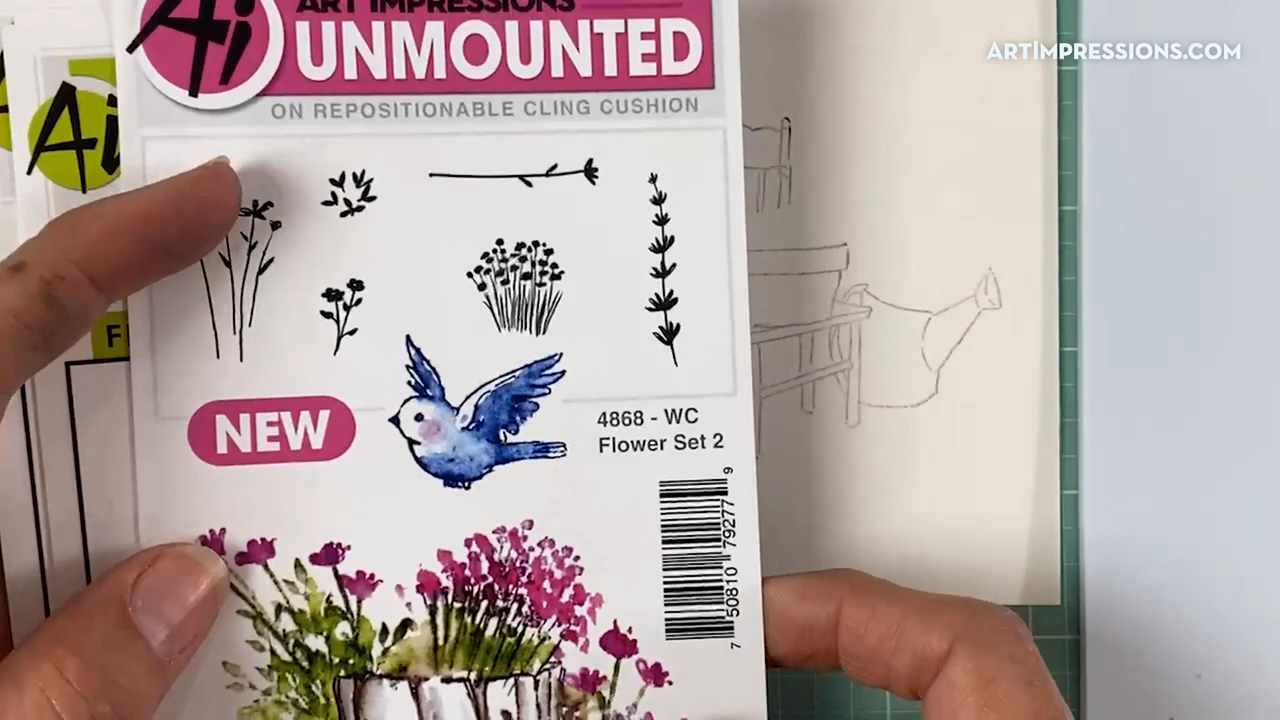 ART IMPRESSIONS
UNMOUNTED
ON REPOSITIONABLE CLING CUSHION
Ai
Ai
ARTIMPRESSIONS.COM
NEW
4868 - WC
Flower Set 2
7 50810 79277 9